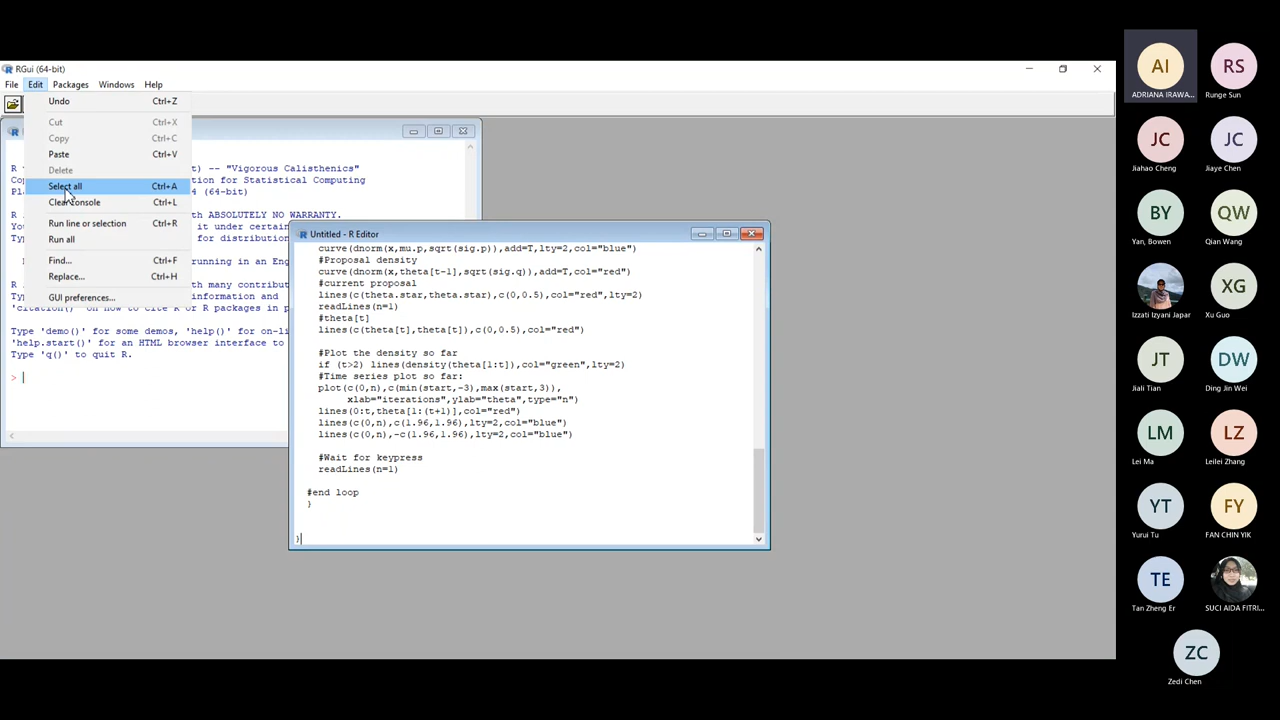 RGui (64-bit)
File Edit Packages Windows Help
Undo Ctrl+Z
Cut Ctrl+X
Copy Ctrl+C
Paste Ctrl+V
Delete
Select all Ctrl+A
Clear console Ctrl+L
Run line or selection Ctrl+R
Run all
Find... Ctrl+F
Replace... Ctrl+H
GUI preferences...
R
) -- "Vigorous Calisthenics"
tion for Statistical Computing
4 (64-bit)
th ABSOLUTELY NO WARRANTY.
it under certain
for distribution
running in an Eng
th many contribut
information and
'citation()' on how to cite R or R packages in p
Type 'demo()' for some demos, 'help()' for on-li
'help.start()' for an HTML browser interface to
Type 'q()' to quit R.
>
Untitled - R Editor
curve(dnorm(x,mu.p,sqrt(sig.p)),add=T,lty=2,col="blue")
#Proposal density
curve(dnorm(x,theta[t-1],sqrt(sig.q)),add=T,col="red")
#current proposal
lines(c(theta.star,theta.star),c(0,0.5),col="red",lty=2)
readLines(n=1)
#theta[t]
lines(c(theta[t],theta[t]),c(0,0.5),col="red")
#Plot the density so far
if (t>2) lines(density(theta[1:t]),col="green",lty=2)
#Time series plot so far:
plot(c(0,n),c(min(start,-3),max(start,3)),
xlab="iterations",ylab="theta",type="n")
lines(0:t,theta[1:(t+1)],col="red")
lines(c(0,n),c(1.96,1.96),lty=2,col="blue")
lines(c(0,n),-c(1.96,1.96),lty=2,col="blue")
#Wait for keypress
readLines(n=1)
#end loop
}
}
AI
ADRIANA IRAWA...
RS
Runge Sun
JC
Jiahao Cheng
JC
Jiaye Chen
BY
Yan, Bowen
QW
Qian Wang
Izzati Izyani Japar
XG
Xu Guo
JT
Jiali Tian
DW
Ding Jin Wei
LM
Lei Ma
LZ
Leilei Zhang
YT
Yurui Tu
FY
FAN CHIN YIK
TE
Tan Zheng Er
SUCI AIDA FITRI...
ZC
Zedi Chen